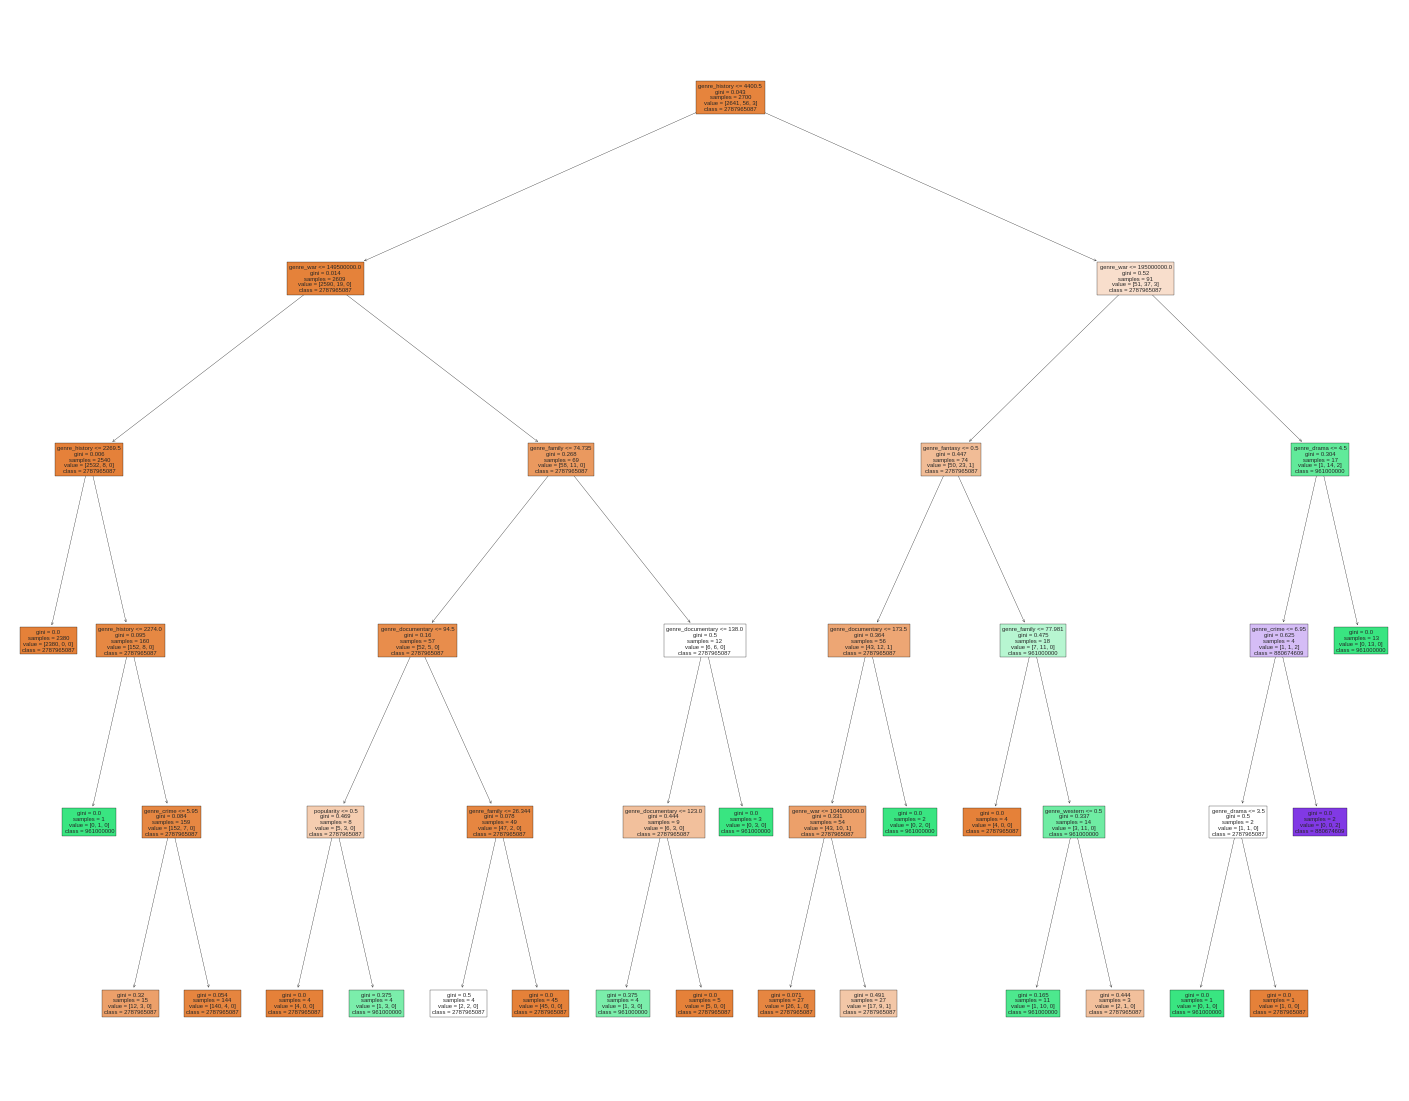 genre_history <= 4400.5
gini = 0.043
samples = 2700
value = [2641, 56, 3]
class = 2787965087
genre_war <= 149500000.0
gini = 0.014
samples = 2609
value = [2590, 19, 0]
class = 2787965087
genre_war <= 195000000.0
gini = 0.52
samples = 91
value = [51, 37, 3]
class = 2787965087
genre_history <= 2269.5
gini = 0.006
samples = 2540
value = [2532, 8, 0]
class = 2787965087
genre_family <= 74.735
gini = 0.268
samples = 69
value = [58, 11, 0]
class = 2787965087
genre_fantasy <= 0.5
gini = 0.447
samples = 74
value = [50, 23, 1]
class = 2787965087
genre_drama <= 4.5
gini = 0.304
samples = 17
value = [1, 14, 2]
class = 961000000
gini = 0.0
samples = 2380
value = [2380, 0, 0]
class = 2787965087
genre_history <= 2274.0
gini = 0.095
samples = 160
value = [152, 8, 0]
class = 2787965087
genre_documentary <= 94.5
gini = 0.16
samples = 57
value = [52, 5, 0]
class = 2787965087
genre_documentary <= 138.0
gini = 0.5
samples = 12
value = [6, 6, 0]
class = 2787965087
genre_documentary <= 173.5
gini = 0.364
samples = 56
value = [43, 12, 1]
class = 2787965087
genre_family <= 77.981
gini = 0.475
samples = 18
value = [7, 11, 0]
class = 961000000
genre_crime <= 6.95
gini = 0.625
samples = 4
value = [1, 1, 2]
class = 880674609
gini = 0.0
samples = 13
value = [0, 13, 0]
class = 961000000
gini = 0.0
samples = 1
value = [0, 1, 0]
class = 961000000
genre_crime <= 5.95
gini = 0.084
samples = 159
value = [152, 7, 0]
class = 2787965087
popularity <= 0.5
gini = 0.469
samples = 8
value = [5, 3, 0]
class = 2787965087
genre_family <= 26.344
gini = 0.078
samples = 49
value = [47, 2, 0]
class = 2787965087
genre_documentary <= 123.0
gini = 0.444
samples = 9
value = [6, 3, 0]
class = 2787965087
gini = 0.0
samples = 3
value = [0, 3, 0]
class = 961000000
genre_war <= 104000000.0
gini = 0.331
samples = 54
value = [43, 10, 1]
class = 2787965087
gini = 0.0
samples = 2
value = [0, 2, 0]
class = 961000000
gini = 0.0
samples = 4
value = [4, 0, 0]
class = 2787965087
genre_western <= 0.5
gini = 0.337
samples = 14
value = [3, 11, 0]
class = 961000000
genre_drama <= 3.5
gini = 0.5
samples = 2
value = [1, 1, 0]
class = 2787965087
gini = 0.0
samples = 2
value = [0, 0, 2]
class = 880674609
gini = 0.32
samples = 15
value = [12, 3, 0]
class = 2787965087
gini = 0.054
samples = 144
value = [140, 4, 0]
class = 2787965087
gini = 0.0
samples = 4
value = [4, 0, 0]
class = 2787965087
gini = 0.375
samples = 4
value = [1, 3, 0]
class = 961000000
gini = 0.5
samples = 4
value = [2, 2, 0]
class = 2787965087
gini = 0.0
samples = 45
value = [45, 0, 0]
class = 2787965087
gini = 0.375
samples = 4
value = [1, 3, 0]
class = 961000000
gini = 0.0
samples = 5
value = [5, 0, 0]
class = 2787965087
gini = 0.071
samples = 27
value = [26, 1, 0]
class = 2787965087
gini = 0.491
samples = 27
value = [17, 9, 1]
class = 2787965087
gini = 0.165
samples = 11
value = [1, 10, 0]
class = 961000000
gini = 0.444
samples = 3
value = [2, 1, 0]
class = 2787965087
gini = 0.0
samples = 1
value = [0, 1, 0]
class = 961000000
gini = 0.0
samples = 1
value = [1, 0, 0]
class = 2787965087